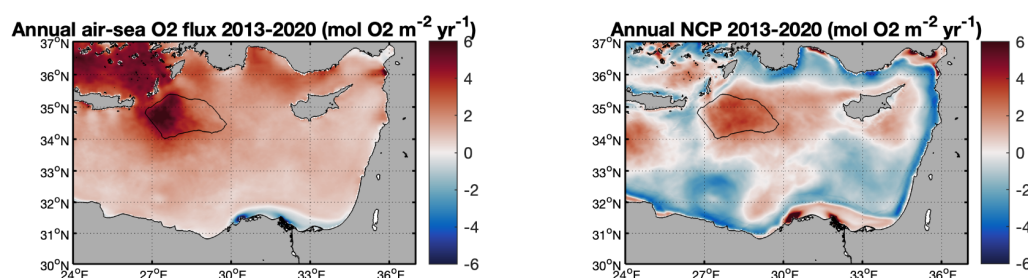 Annual air-sea O2 flux 2013-2020 (mol O2 m-2 yr-1)
37°N
36°N
35°N
34°N
33°N
32°N
31°N
30°N
24°E 27°E 30°E 33°E 36°E
6
4
2
0
-2
-4
-6
Annual NCP 2013-2020 (mol O2 m-2 yr-1)
37°N
36°N
35°N
34°N
33°N
32°N
31°N
30°N
24°E 27°E 30°E 33°E 36°E
6
4
2
0
-2
-4
-6